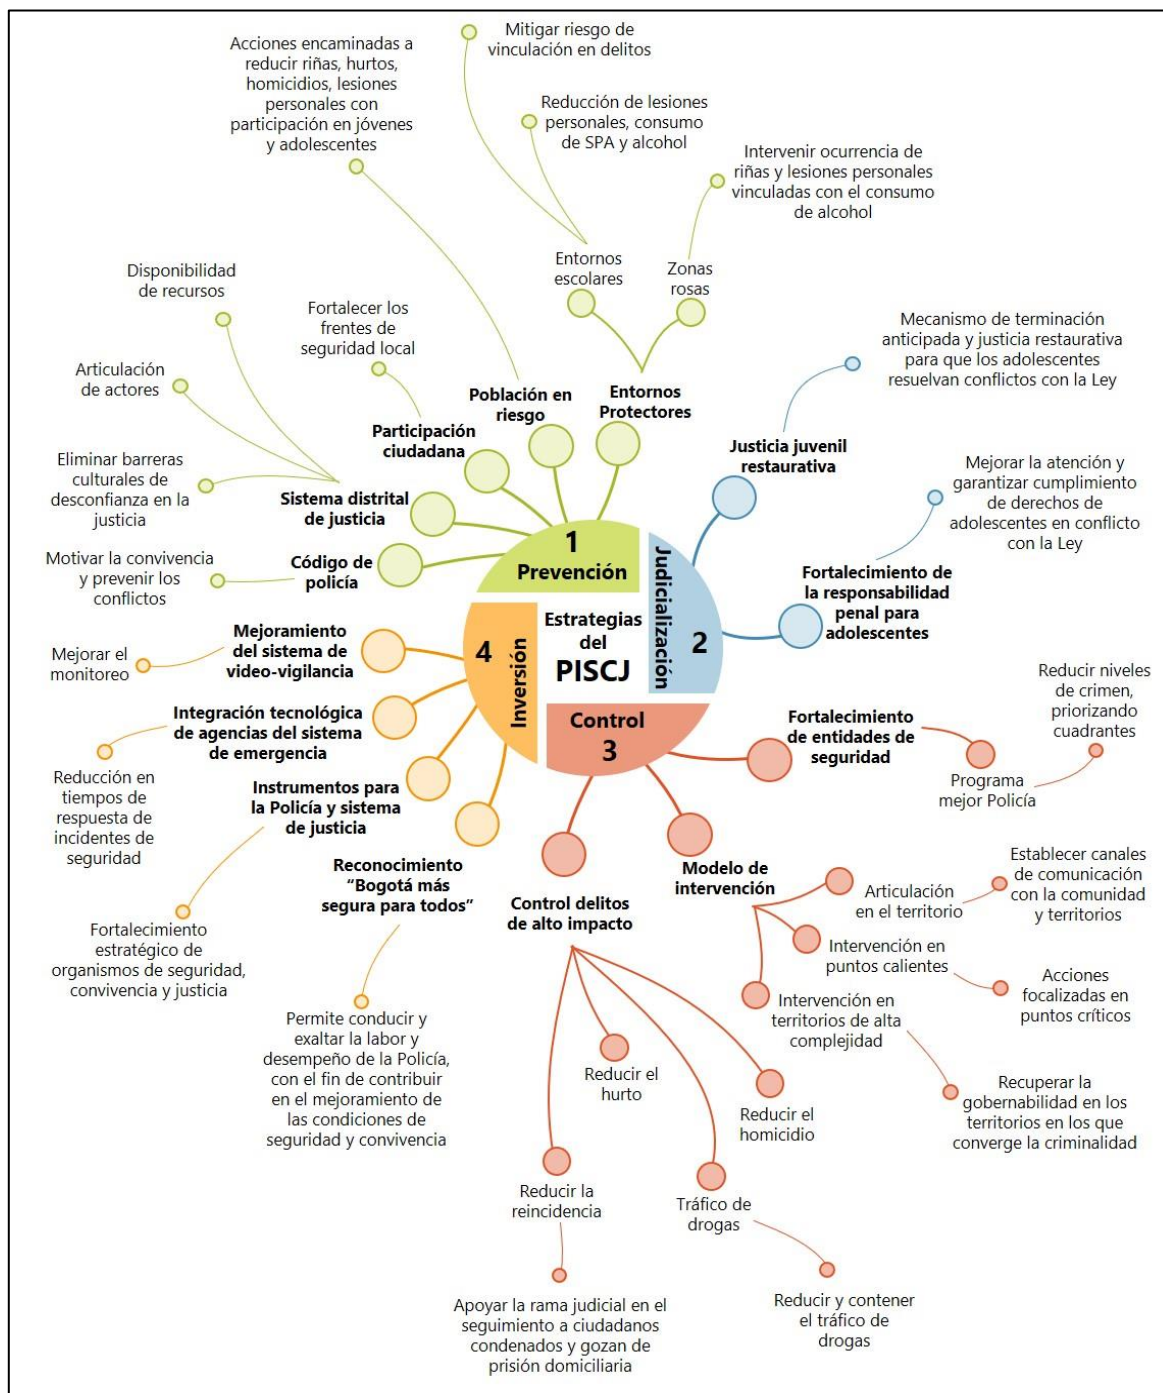 Estrategias
del
PISCJ
1
Prevención
Código de
policía
Motivar la convivencia
y prevenir los
conflictos
Sistema distrital
de justicia
Eliminar barreras
culturales de
desconfianza en la
justicia
Articulación
de actores
Disponibilidad
de recursos
Participación
ciudadana
Fortalecer los
frentes de
seguridad local
Población en
riesgo
Acciones encaminadas a
reducir riñas, hurtos,
homicidios, lesiones
personales con
participación en jóvenes
y adolescentes
Entornos
Protectores
Entornos
escolares
Mitigar riesgo de
vinculación en delitos
Reducción de lesiones
personales, consumo
de SPA y alcohol
Zonas
rosas
Intervenir ocurrencia de
riñas y lesiones personales
vinculadas con el consumo
de alcohol
Judicialización
2
Justicia juvenil
restaurativa
Mecanismo de terminación
anticipada y justicia restaurativa
para que los adolescentes
resuelvan conflictos con la Ley
Fortalecimiento de
la responsabilidad
penal para
adolescentes
Mejorar la atención y
garantizar cumplimiento
de derechos de
adolescentes en conflicto
con la Ley
Control
3
Fortalecimiento
de entidades de
seguridad
Programa
mejor Policía
Reducir niveles
de crimen,
priorizando
cuadrantes
Modelo de
intervención
Articulación
en el territorio
Establecer canales
de comunicación
con la comunidad
y territorios
Intervención en
puntos calientes
Acciones
focalizadas en
puntos críticos
Intervención en
territorios de alta
complejidad
Recuperar la
gobernabilidad en los
territorios en los que
converge la criminalidad
Control delitos
de alto impacto
Reducir el
homicidio
Reducir el
hurto
Tráfico de
drogas
Reducir y contener
el tráfico de
drogas
Reducir la
reincidencia
Apoyar la rama judicial en el
seguimiento a ciudadanos
condenados y gozan de
prisión domiciliaria
4
Inversión
Mejoramiento
del sistema de
video-vigilancia
Mejorar el
monitoreo
Integración tecnológica
de agencias del sistema
de emergencia
Reducción en
tiempos de
respuesta de
incidentes de
seguridad
Instrumentos para
la Policía y sistema
de justicia
Fortalecimiento
estratégico de
organismos de seguridad,
convivencia y justicia
Reconocimiento
“Bogotá más
segura para todos”
Permite conducir y
exaltar la labor y
desempeño de la Policía,
con el fin de contribuir
en el mejoramiento de
las condiciones de
seguridad y convivencia